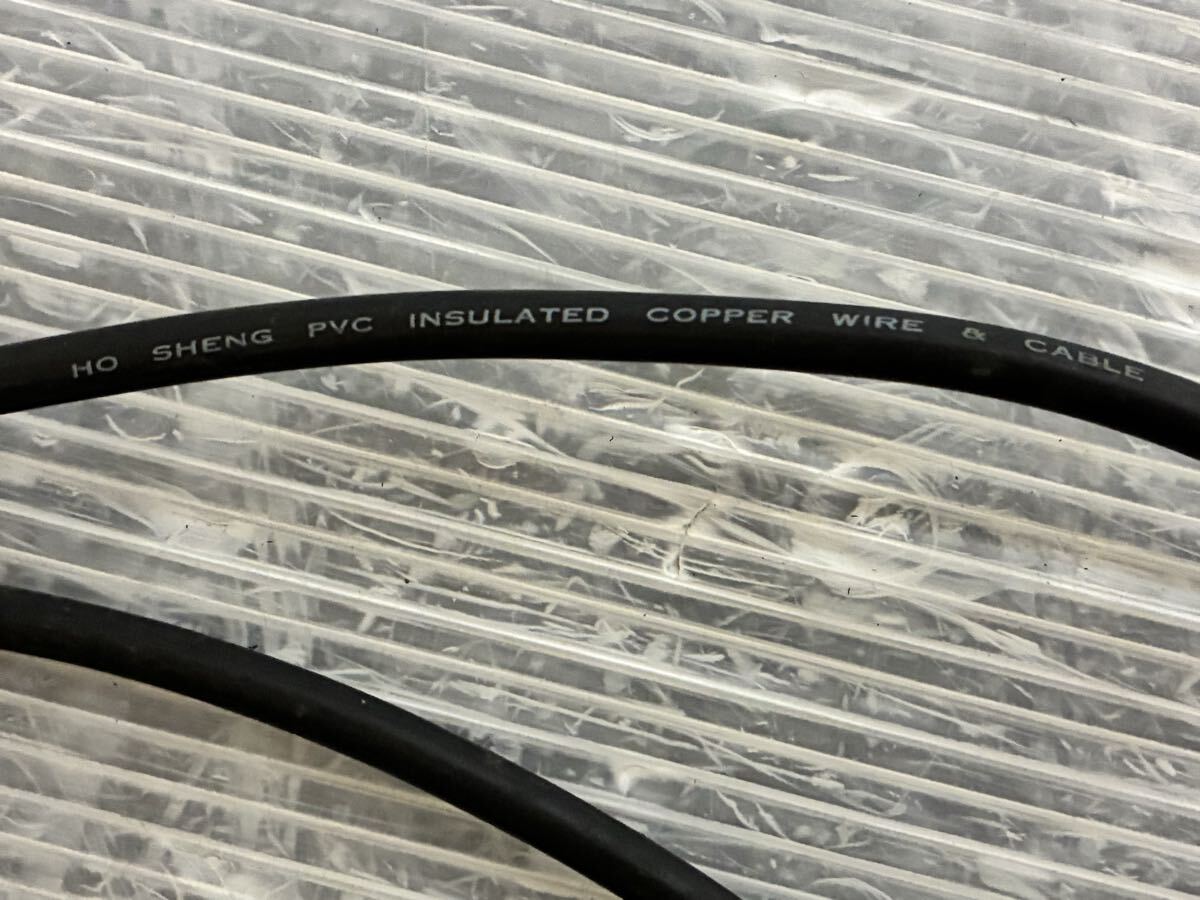 HO SHENG PVC INSULATED COPPER WIRE & CABLE